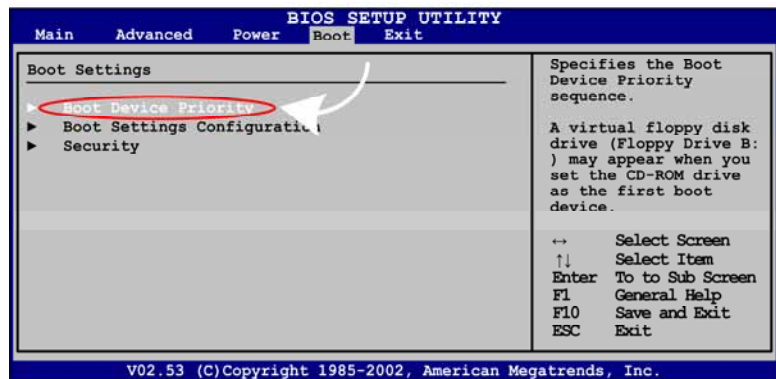 BIOS SETUP UTILITY
Main Advanced Power Boot Exit
Boot Settings
► Boot Device Priority
► Boot Settings Configuration
► Security
Specifies the Boot
Device Priority
sequence.
A virtual floppy disk
drive (Floppy Drive B:
) may appear when you
set the CD-ROM drive
as the first boot
device.
↔ Select Screen
↑↓ Select Item
Enter To to Sub Screen
F1 General Help
F10 Save and Exit
ESC Exit
V02.53 (C)Copyright 1985-2002, American Megatrends, Inc.